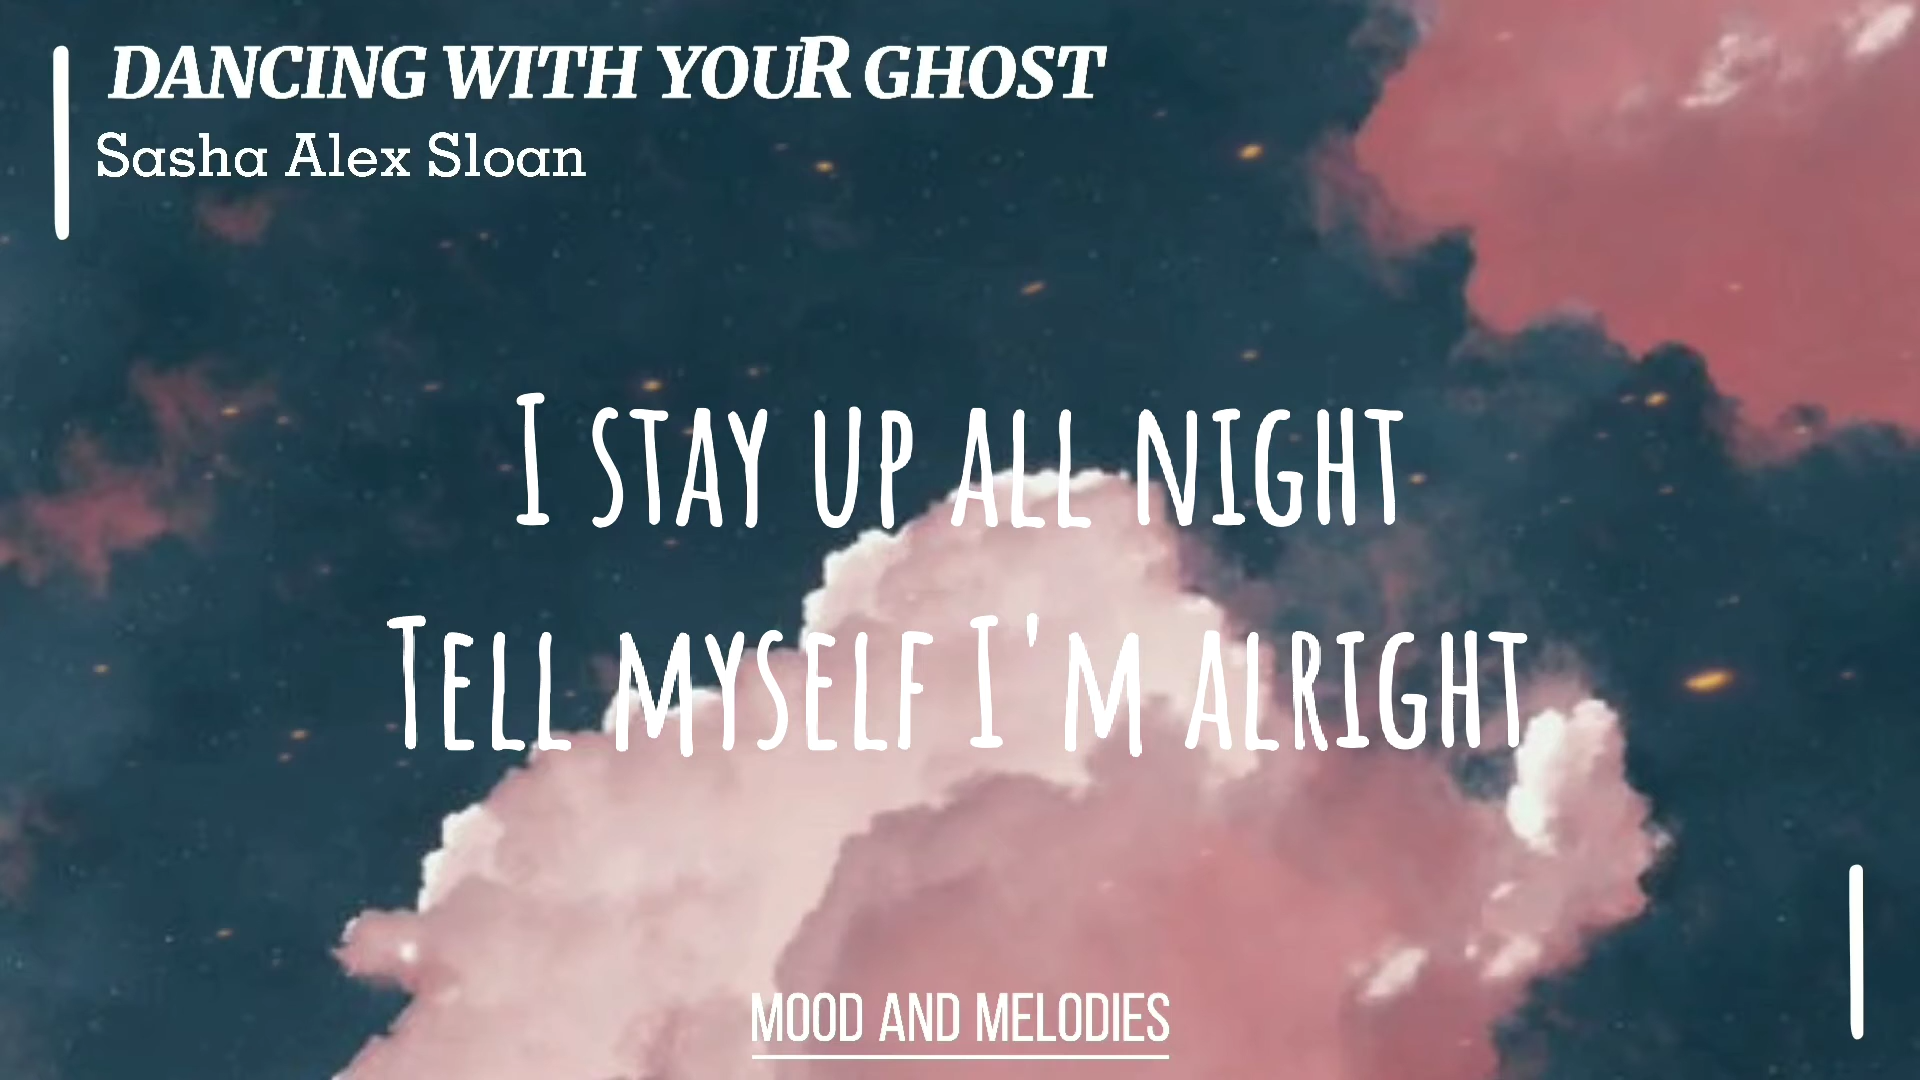 DANCING WITH YOUR GHOST
Sasha Alex Sloan
I STAY UP ALL NIGHT
TELL MYSELF I'M ALRIGHT
MOOD AND MELODIES